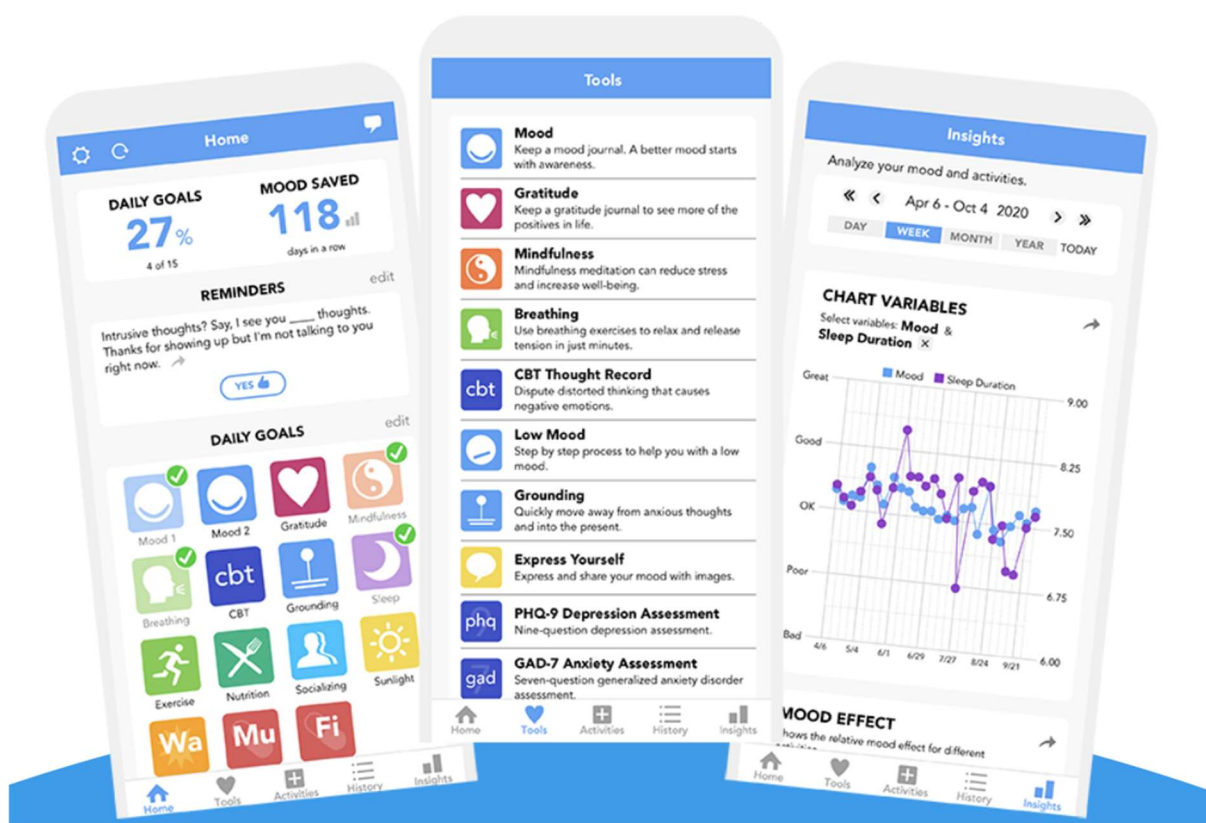 Home
DAILY GOALS
27%
4 of 15
MOOD SAVED
118
days in a row
REMINDERS
edit
Intrusive thoughts? Say, I see you ____ thoughts.
Thanks for showing up but I'm not talking to you
right now.
YES
DAILY GOALS
edit
Mood 1
Mood 2
Gratitude
Mindfulness
Breathing
cbt
CBT
Grounding
Sleep
Exercise
Nutrition
Socializing
Sunlight
Wa
Mu
Fi
Home
Tools
Activities
History
Insights
Tools
Mood
Keep a mood journal. A better mood starts
with awareness.
Gratitude
Keep a gratitude journal to see more of the
positives in life.
Mindfulness
Mindfulness meditation can reduce stress
and increase well-being.
Breathing
Use breathing exercises to relax and release
tension in just minutes.
cbt
CBT Thought Record
Dispute distorted thinking that causes
negative emotions.
Low Mood
Step by step process to help you with a low
mood.
Grounding
Quickly move away from anxious thoughts
and into the present.
Express Yourself
Express and share your mood with images.
phq
9
PHQ-9 Depression Assessment
Nine-question depression assessment.
gad
7
GAD-7 Anxiety Assessment
Seven-question generalized anxiety disorder
assessment.
Home
Tools
Activities
History
Insights
Insights
Analyze your mood and activities.
Apr 6 - Oct 4 2020
DAY WEEK MONTH YEAR TODAY
CHART VARIABLES
Select variables: Mood &
Sleep Duration ×
Mood Sleep Duration
Great
Good
OK
Poor
Bad
9.00
8.25
7.50
6.75
6.00
4/6 5/4 6/1 6/29 7/27 8/24 9/21
MOOD EFFECT
hows the relative mood effect for different
Home
Tools
Activities
History
Insights